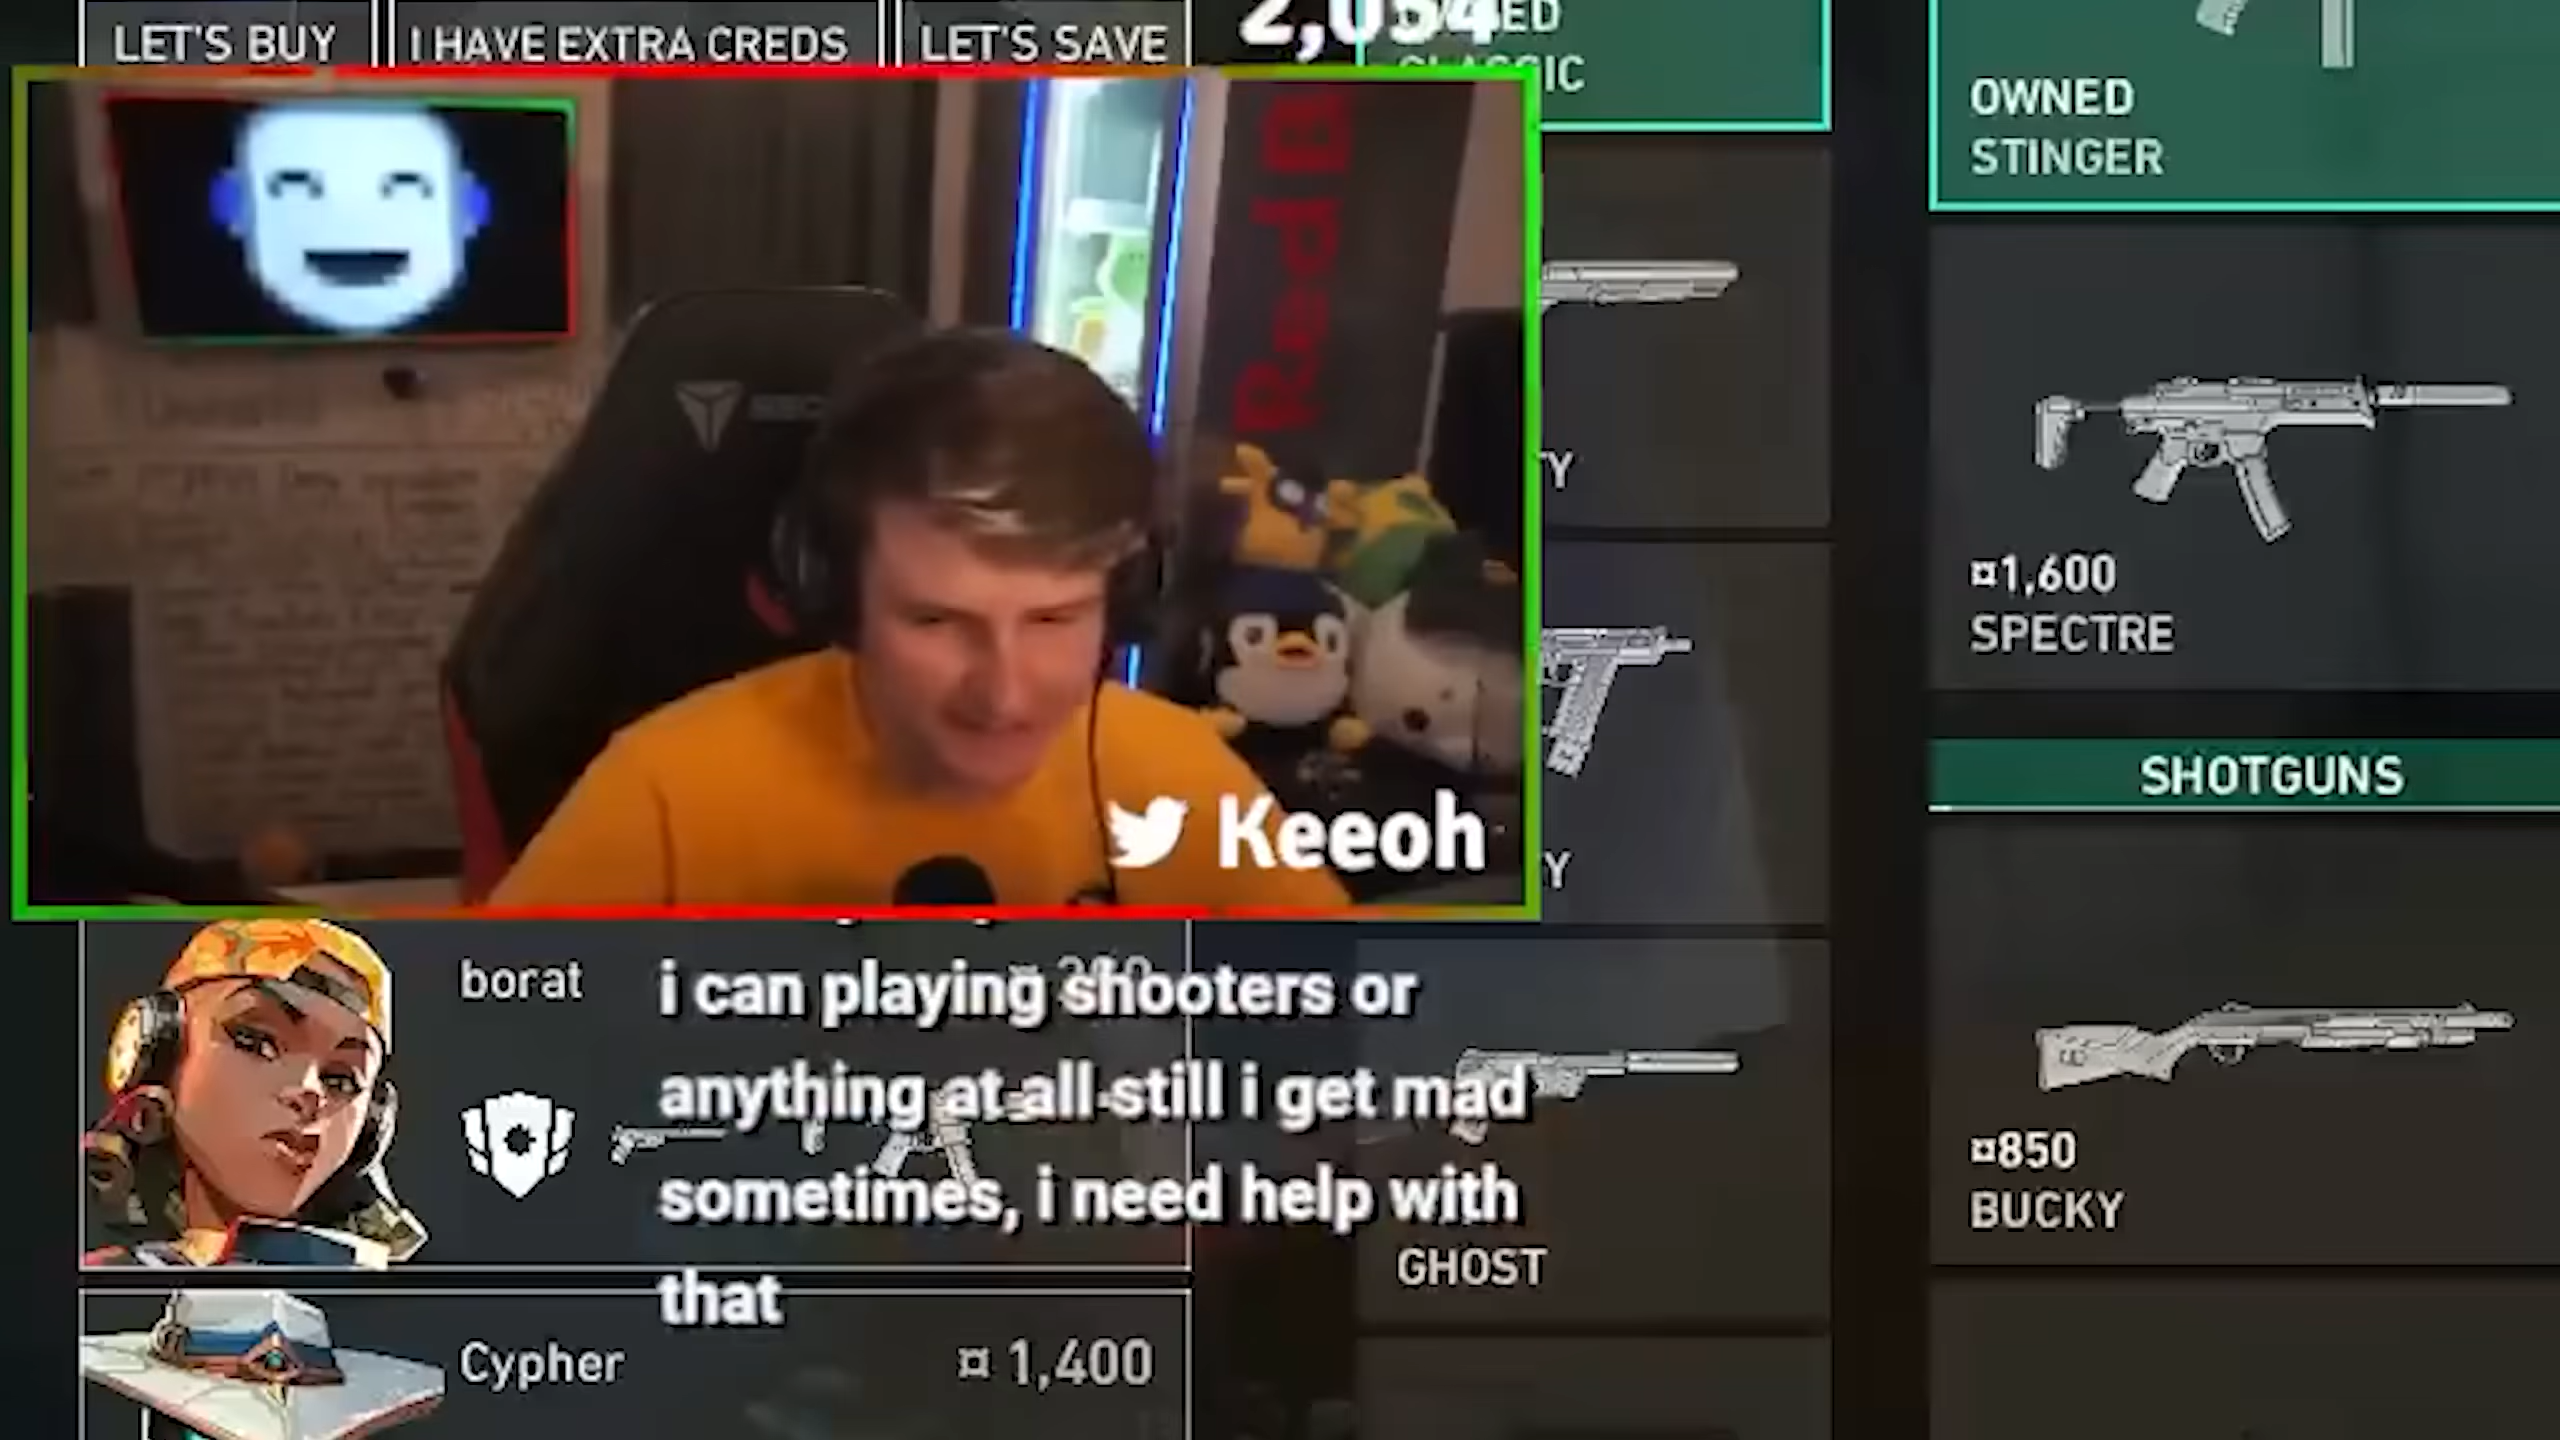 LET'S BUY
I HAVE EXTRA CREDS
LET'S SAVE
OWNED
STINGER
Red B
¤1,600
SPECTRE
SHOTGUNS
Keeoh
borat
i can playing shooters or
anything at all still i get mad
sometimes, i need help with
that
¤850
BUCKY
GHOST
Cypher
¤ 1,400